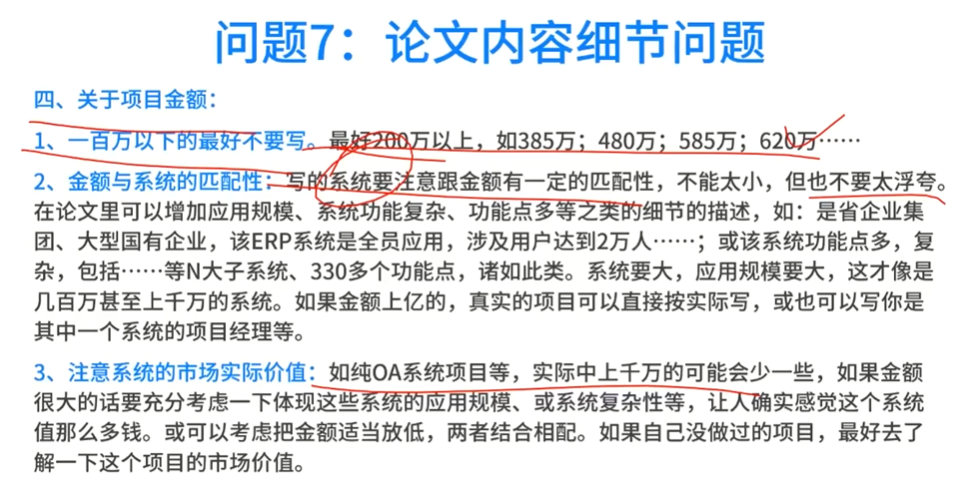 问题7：论文内容细节问题
四、关于项目金额：
1、一百万以下的最好不要写。最好200万以上，如385万；480万；585万；620万……
2、金额与系统的匹配性：写的系统要注意跟金额有一定的匹配性，不能太小，但也不要太浮夸。
在论文里可以增加应用规模、系统功能复杂、功能点多等之类的细节的描述，如：是省企业集
团、大型国有企业，该ERP系统是全员应用，涉及用户达到2万人……；或该系统功能点多，复
杂，包括……等N大子系统、330多个功能点，诸如此类。系统要大，应用规模要大，这才像是
几百万甚至上千万的系统。如果金额上亿的，真实的项目可以直接按实际写，或也可以写你是
其中一个系统的项目经理等。
3、注意系统的市场实际价值：如纯OA系统项目等，实际中上千万的可能会少一些，如果金额
很大的话要充分考虑一下体现这些系统的应用规模、或系统复杂性等，让人确实感觉这个系统
值那么多钱。或可以考虑把金额适当放低，两者结合相配。如果自己没做过的项目，最好去了
解一下这个项目的市场价值。